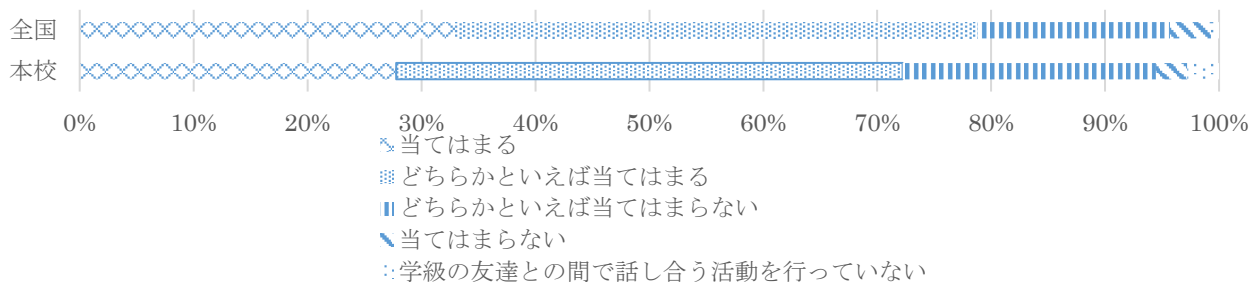 全国
本校
0% 10% 20% 30% 40% 50% 60% 70% 80% 90% 100%
当てはまる
どちらかといえば当てはまる
どちらかといえば当てはまらない
当てはまらない
学級の友達との間で話し合う活動を行っていない